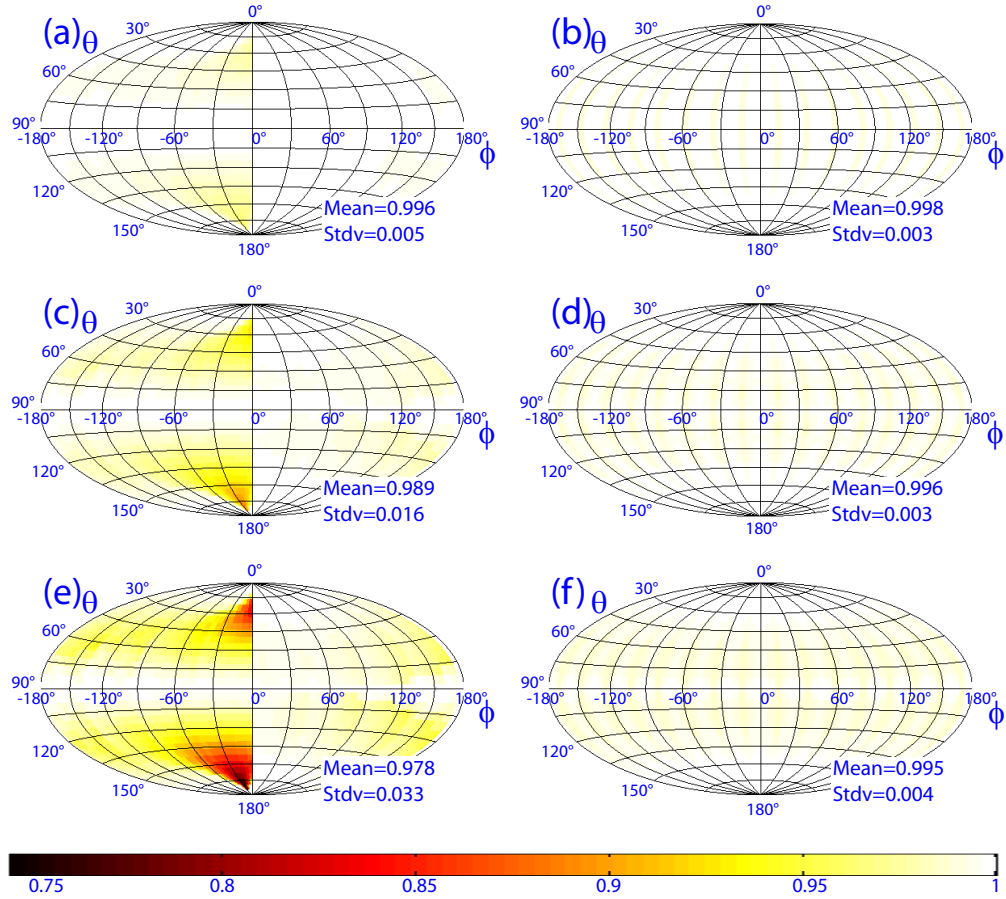 (a) θ 0°
30°
60°
90°
-180° -120° -60° 0° 60° 120° 180°
ϕ
120°
150°
180°
Mean=0.996
Stdv=0.005
(b) θ 0°
30°
60°
90°
-180° -120° -60° 0° 60° 120° 180°
ϕ
120°
150°
180°
Mean=0.998
Stdv=0.003
(c) θ 0°
30°
60°
90°
-180° -120° -60° 0° 60° 120° 180°
ϕ
120°
150°
180°
Mean=0.989
Stdv=0.016
(d) θ 0°
30°
60°
90°
-180° -120° -60° 0° 60° 120° 180°
ϕ
120°
150°
180°
Mean=0.996
Stdv=0.003
(e) θ 0°
30°
60°
90°
-180° -120° -60° 0° 60° 120° 180°
ϕ
120°
150°
180°
Mean=0.978
Stdv=0.033
(f) θ 0°
30°
60°
90°
-180° -120° -60° 0° 60° 120° 180°
ϕ
120°
150°
180°
Mean=0.995
Stdv=0.004
0.75 0.8 0.85 0.9 0.95 1